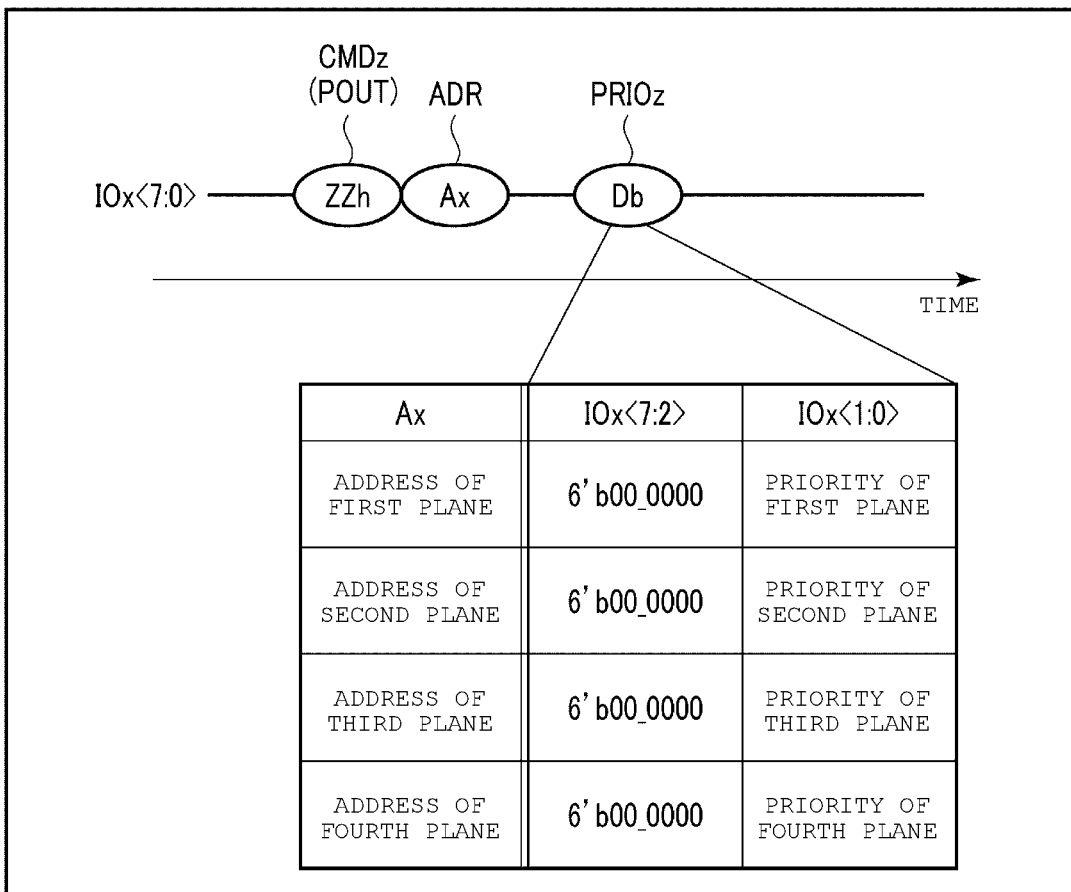 CMDz
(POUT) ADR PRIOz
IOx<7:0> ZZh Ax Db
TIME
Ax IOx<7:2> IOx<1:0>
ADDRESS OF
FIRST PLANE 6'b00_0000 PRIORITY OF
FIRST PLANE
ADDRESS OF
SECOND PLANE 6'b00_0000 PRIORITY OF
SECOND PLANE
ADDRESS OF
THIRD PLANE 6'b00_0000 PRIORITY OF
THIRD PLANE
ADDRESS OF
FOURTH PLANE 6'b00_0000 PRIORITY OF
FOURTH PLANE